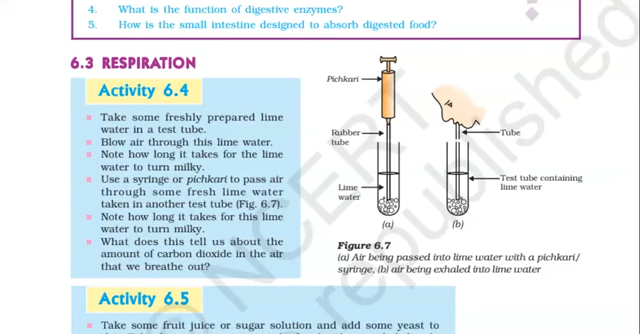 4. What is the function of digestive enzymes?
5. How is the small intestine designed to absorb digested food?
6.3 RESPIRATION
Activity 6.4
Take some freshly prepared lime
water in a test tube.
Blow air through this lime water.
Note how long it takes for the lime
water to turn milky.
Use a syringe or pichkari to pass air
through some fresh lime water
taken in another test tube (Fig. 6.7).
Note how long it takes for this lime
water to turn milky.
What does this tell us about the
amount of carbon dioxide in the air
that we breathe out?
Pichkari
Rubber
tube
Lime
water
Tube
Test tube containing
lime water
(a)
(b)
Figure 6.7
(a) Air being passed into lime water with a pichkari/
syringe, (b) air being exhaled into lime water
Activity 6.5
Take some fruit juice or sugar solution and add some yeast to
© NCERT
republished